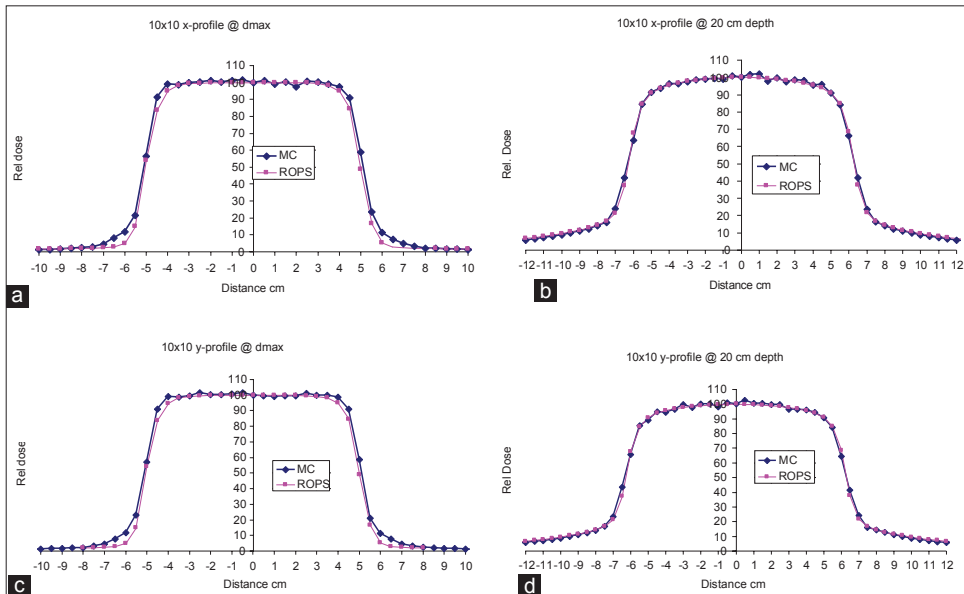 10x10 x-profile @ dmax
110
100
90
80
70
60
50
40
30
20
10
0
Rel dose
MC
ROPS
-10 -9 -8 -7 -6 -5 -4 -3 -2 -1 0 1 2 3 4 5 6 7 8 9 10
Distance cm
a
10x10 x-profile @ 20 cm depth
110
100
90
80
70
60
50
40
30
20
10
0
Rel. Dose
MC
ROPS
-12 -11 -10 -9 -8 -7 -6 -5 -4 -3 -2 -1 0 1 2 3 4 5 6 7 8 9 10 11 12
Distance cm
b
10x10 y-profile @ dmax
110
100
90
80
70
60
50
40
30
20
10
0
Rel dose
MC
ROPS
-10 -9 -8 -7 -6 -5 -4 -3 -2 -1 0 1 2 3 4 5 6 7 8 9 10
Distance cm
c
10x10 y-profile @ 20 cm depth
110
100
90
80
70
60
50
40
30
20
10
0
Rel Dose
MC
ROPS
-12 -11 -10 -9 -8 -7 -6 -5 -4 -3 -2 -1 0 1 2 3 4 5 6 7 8 9 10 11 12
Distance cm
d